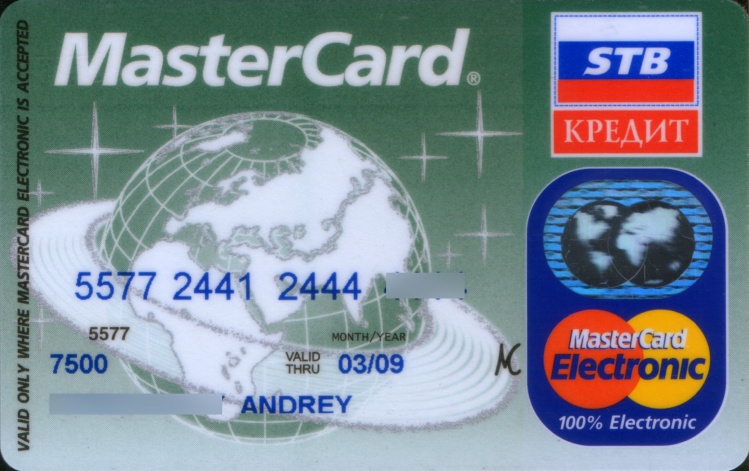 VALID ONLY WHERE MASTERCARD ELECTRONIC IS ACCEPTED
MasterCard®
STB
КРЕДИТ
5577 2441 2444
5577
MONTH/YEAR
7500 VALID THRU 03/09
MC
ANDREY
MasterCard
Electronic
100% Electronic